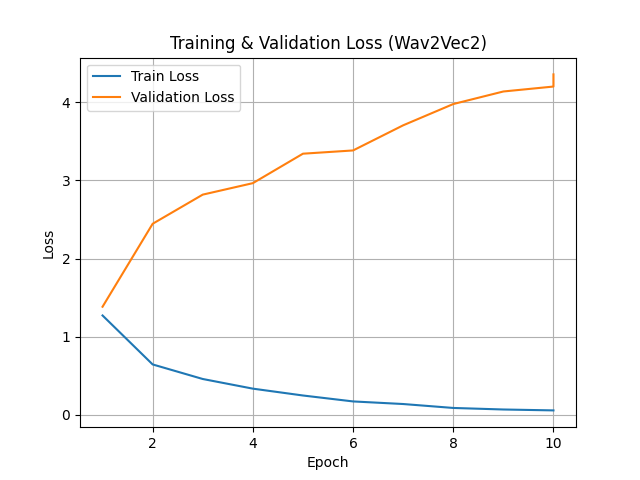 Training & Validation Loss (Wav2Vec2)
Train Loss
Validation Loss
Loss
4
3
2
1
0
2 4 6 8 10
Epoch